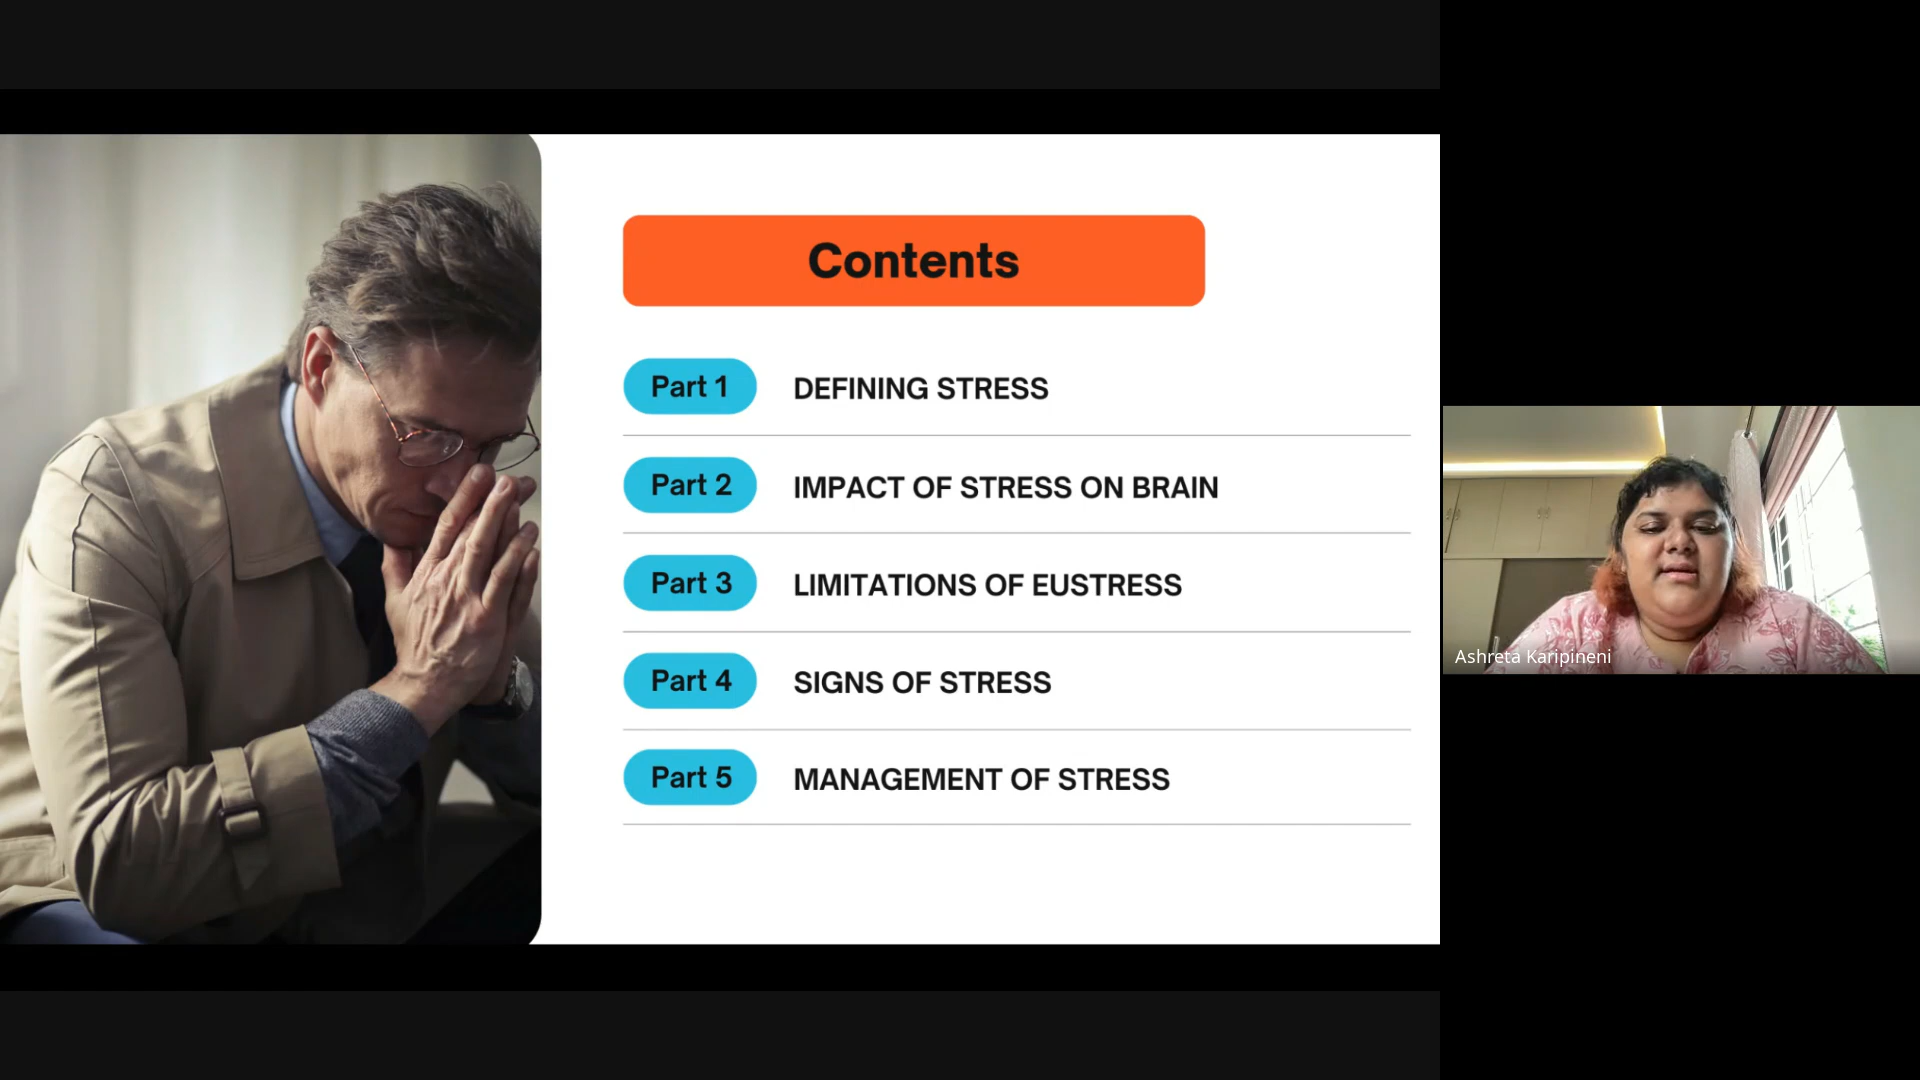 Contents
Part 1 DEFINING STRESS
Part 2 IMPACT OF STRESS ON BRAIN
Part 3 LIMITATIONS OF EUSTRESS
Part 4 SIGNS OF STRESS
Part 5 MANAGEMENT OF STRESS
Ashreta Karipineni